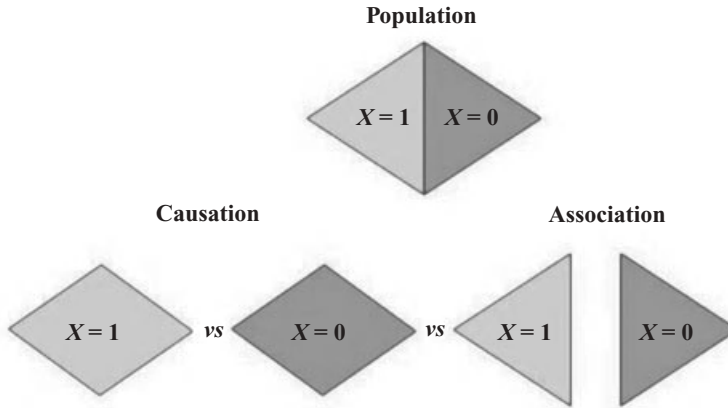 Population
X = 1
X = 0
Causation
Association
X = 1
vs
X = 0
vs
X = 1
X = 0